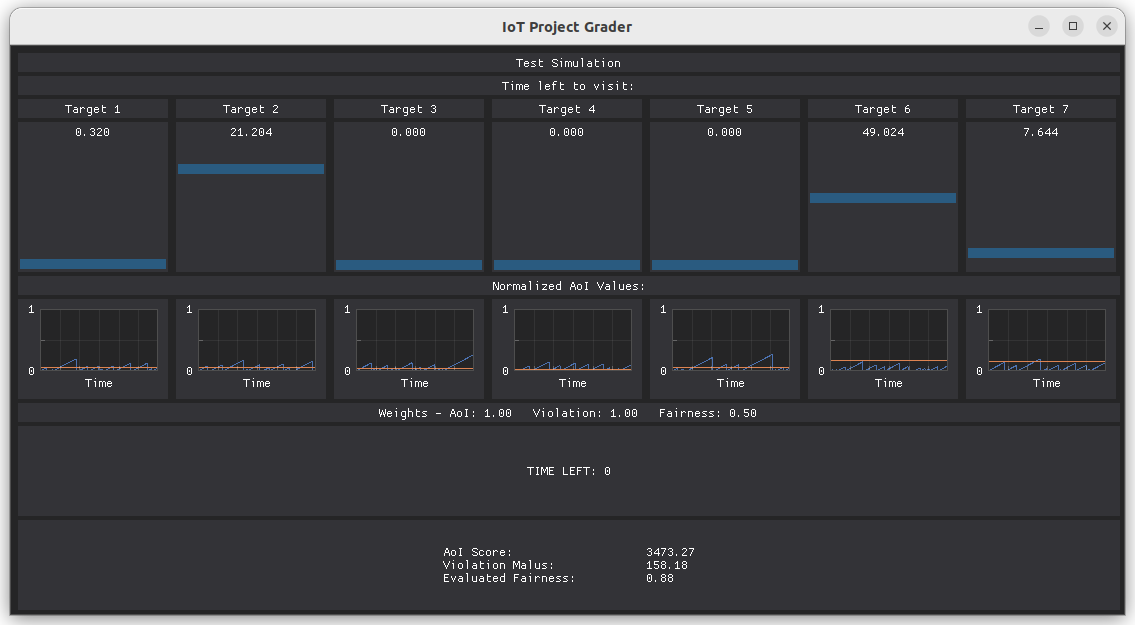 IoT Project Grader
Test Simulation
Time left to visit:
Target 1 Target 2 Target 3 Target 4 Target 5 Target 6 Target 7
0.320 21.204 0.000 0.000 0.000 49.024 7.644
Normalized AoI Values:
1 1 1 1 1 1 1
0 0 0 0 0 0 0
Time Time Time Time Time Time Time
Weights - AoI: 1.00 Violation: 1.00 Fairness: 0.50
TIME LEFT: 0
AoI Score: 3473.27
Violation Malus: 158.18
Evaluated Fairness: 0.88